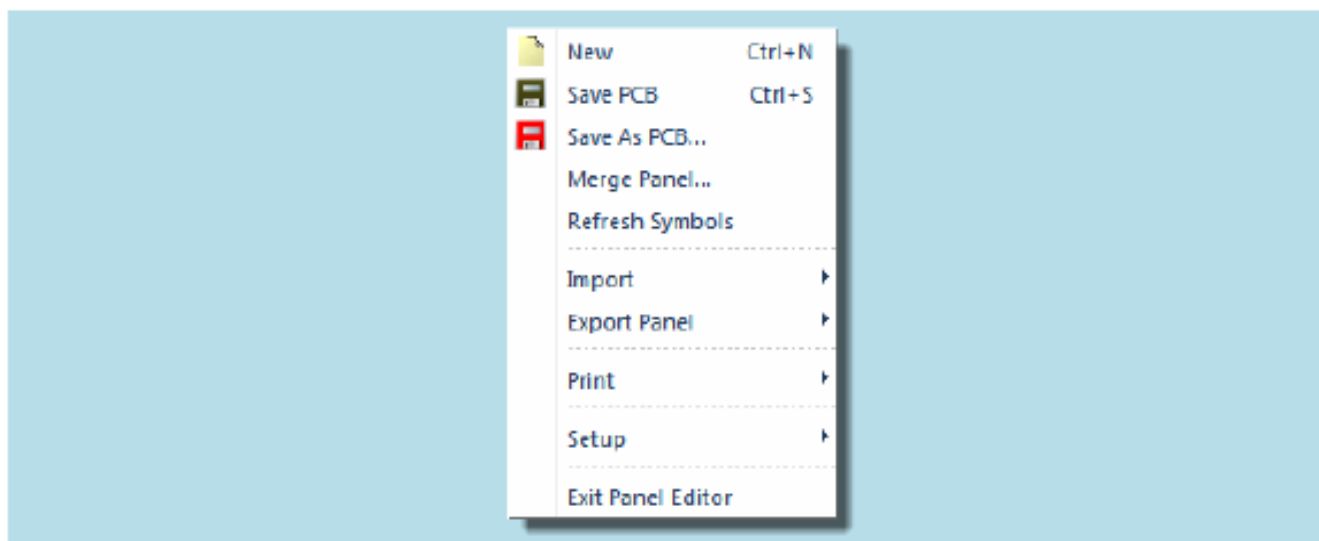 New Ctrl+N
Save PCB Ctrl+S
Save As PCB...
Merge Panel...
Refresh Symbols
Import
Export Panel
Print
Setup
Exit Panel Editor